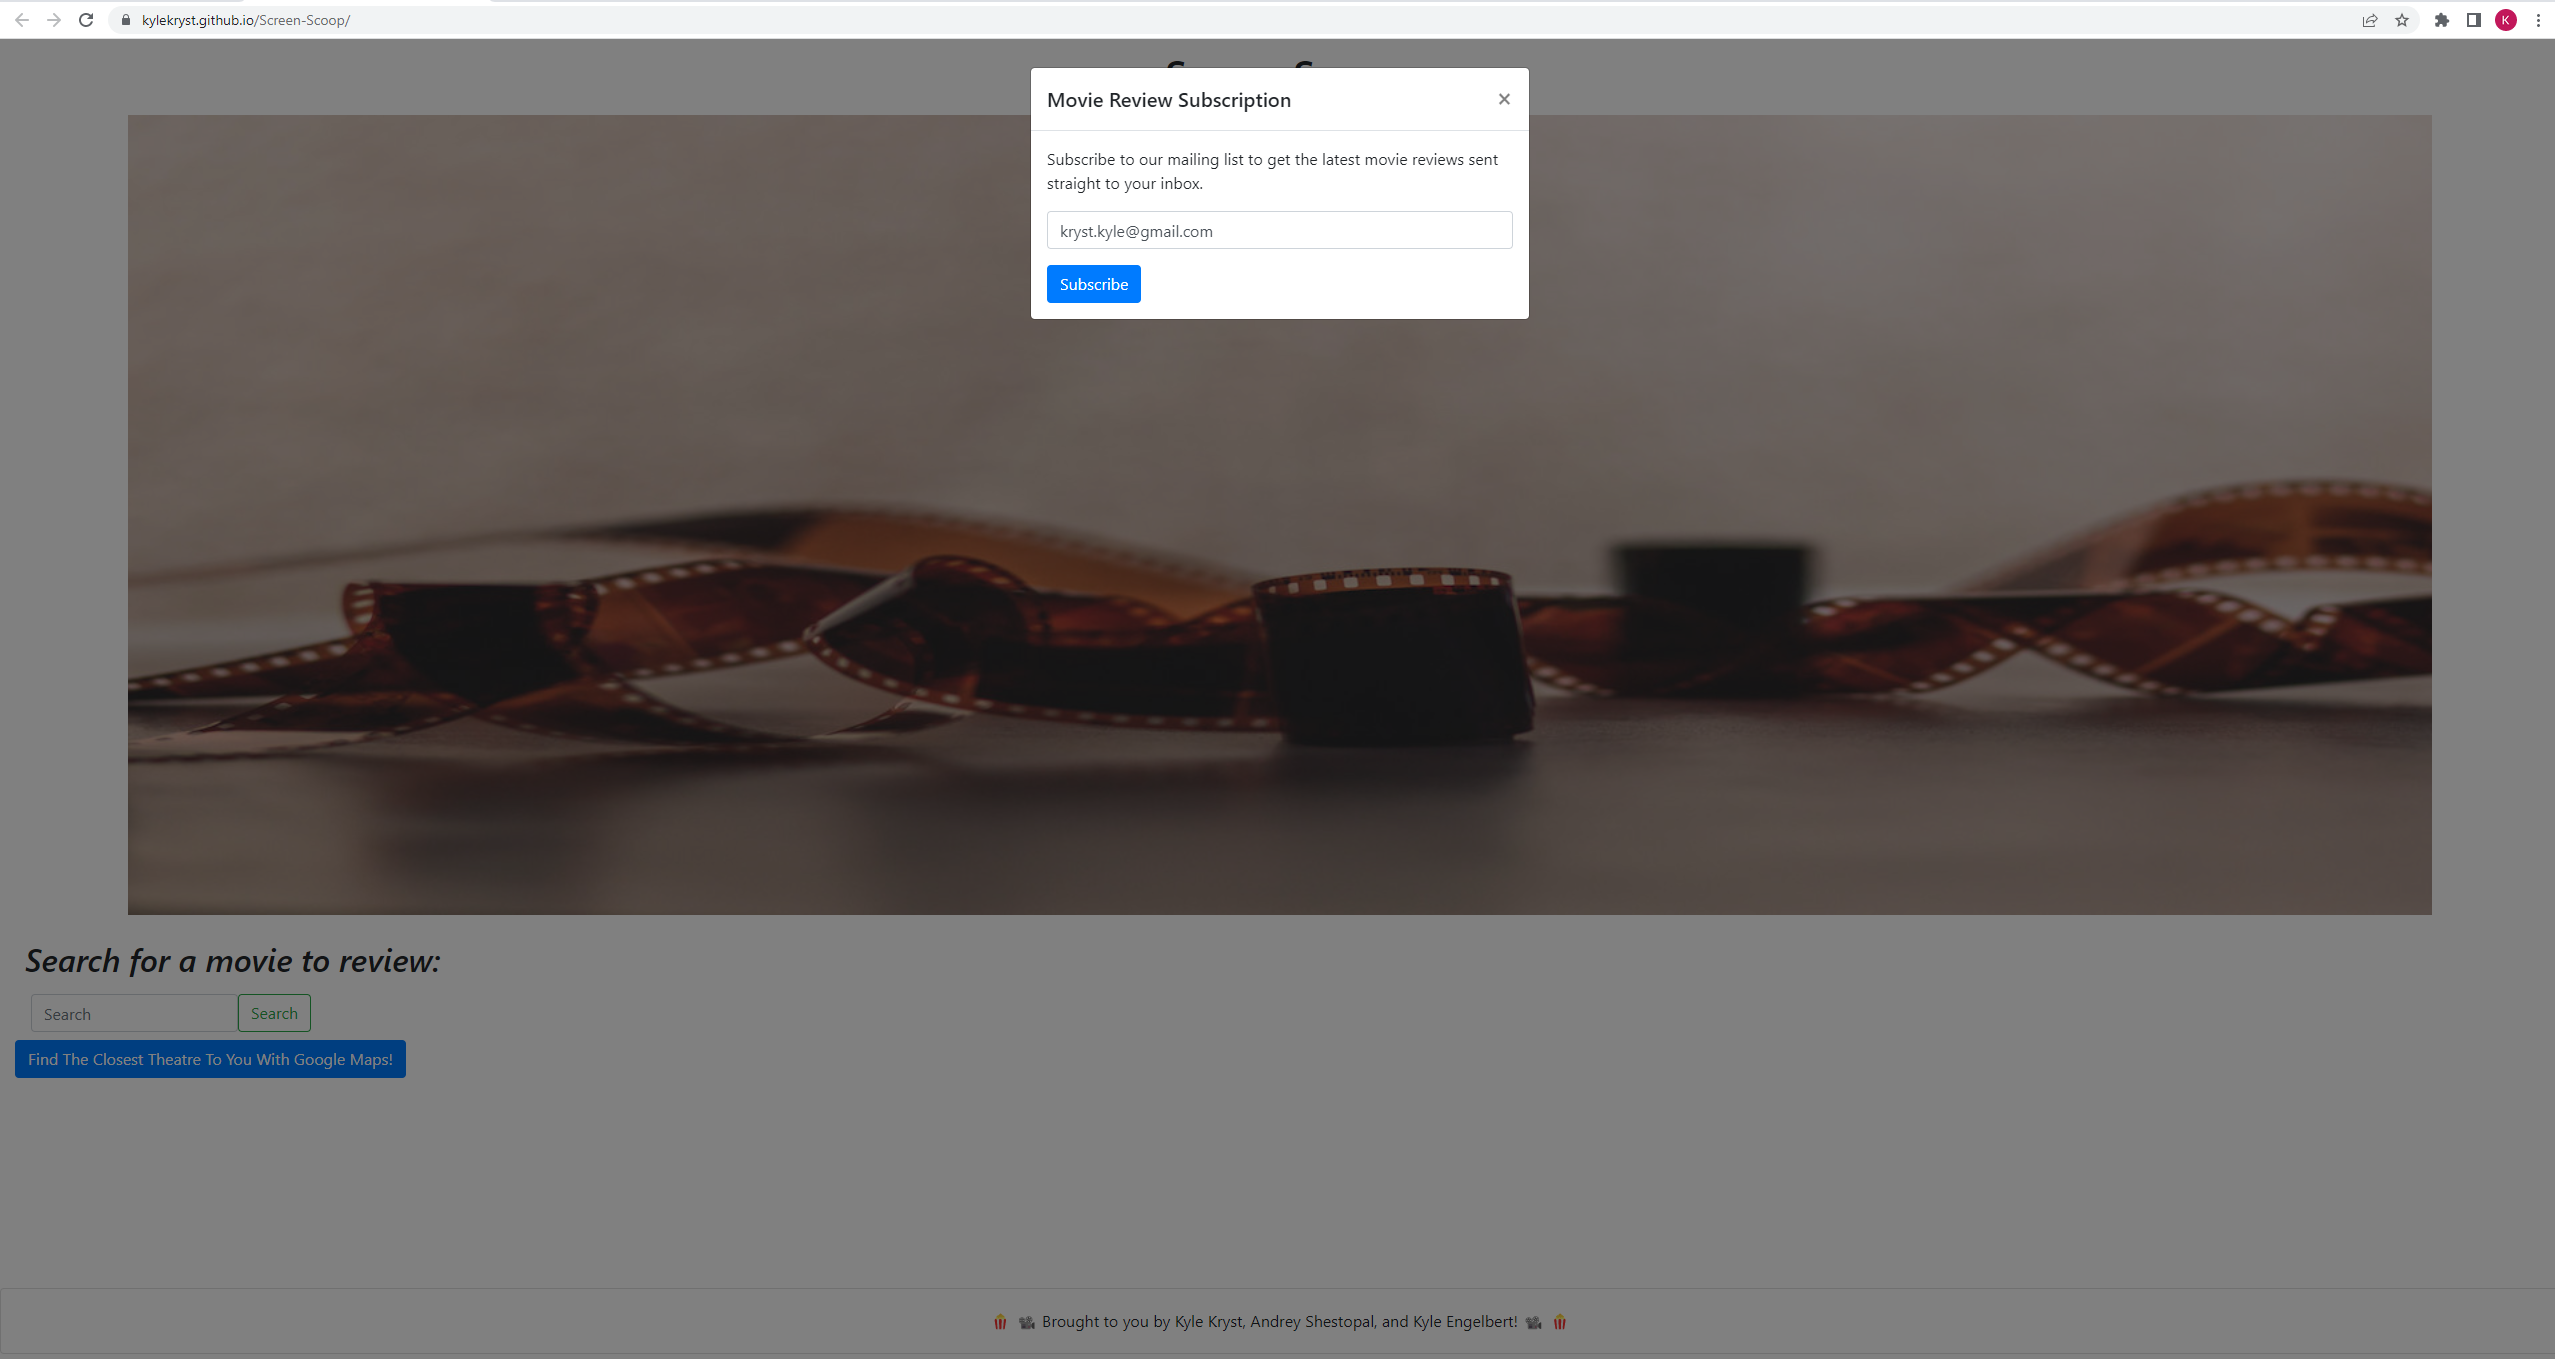 kylekryst.github.io/Screen-Scoop/
K
Movie Review Subscription
×
Subscribe to our mailing list to get the latest movie reviews sent
straight to your inbox.
kryst.kyle@gmail.com
Subscribe
Search for a movie to review:
Search Search
Find The Closest Theatre To You With Google Maps!
🍿 🎥 Brought to you by Kyle Kryst, Andrey Shestopal, and Kyle Engelbert! 🎥 🍿